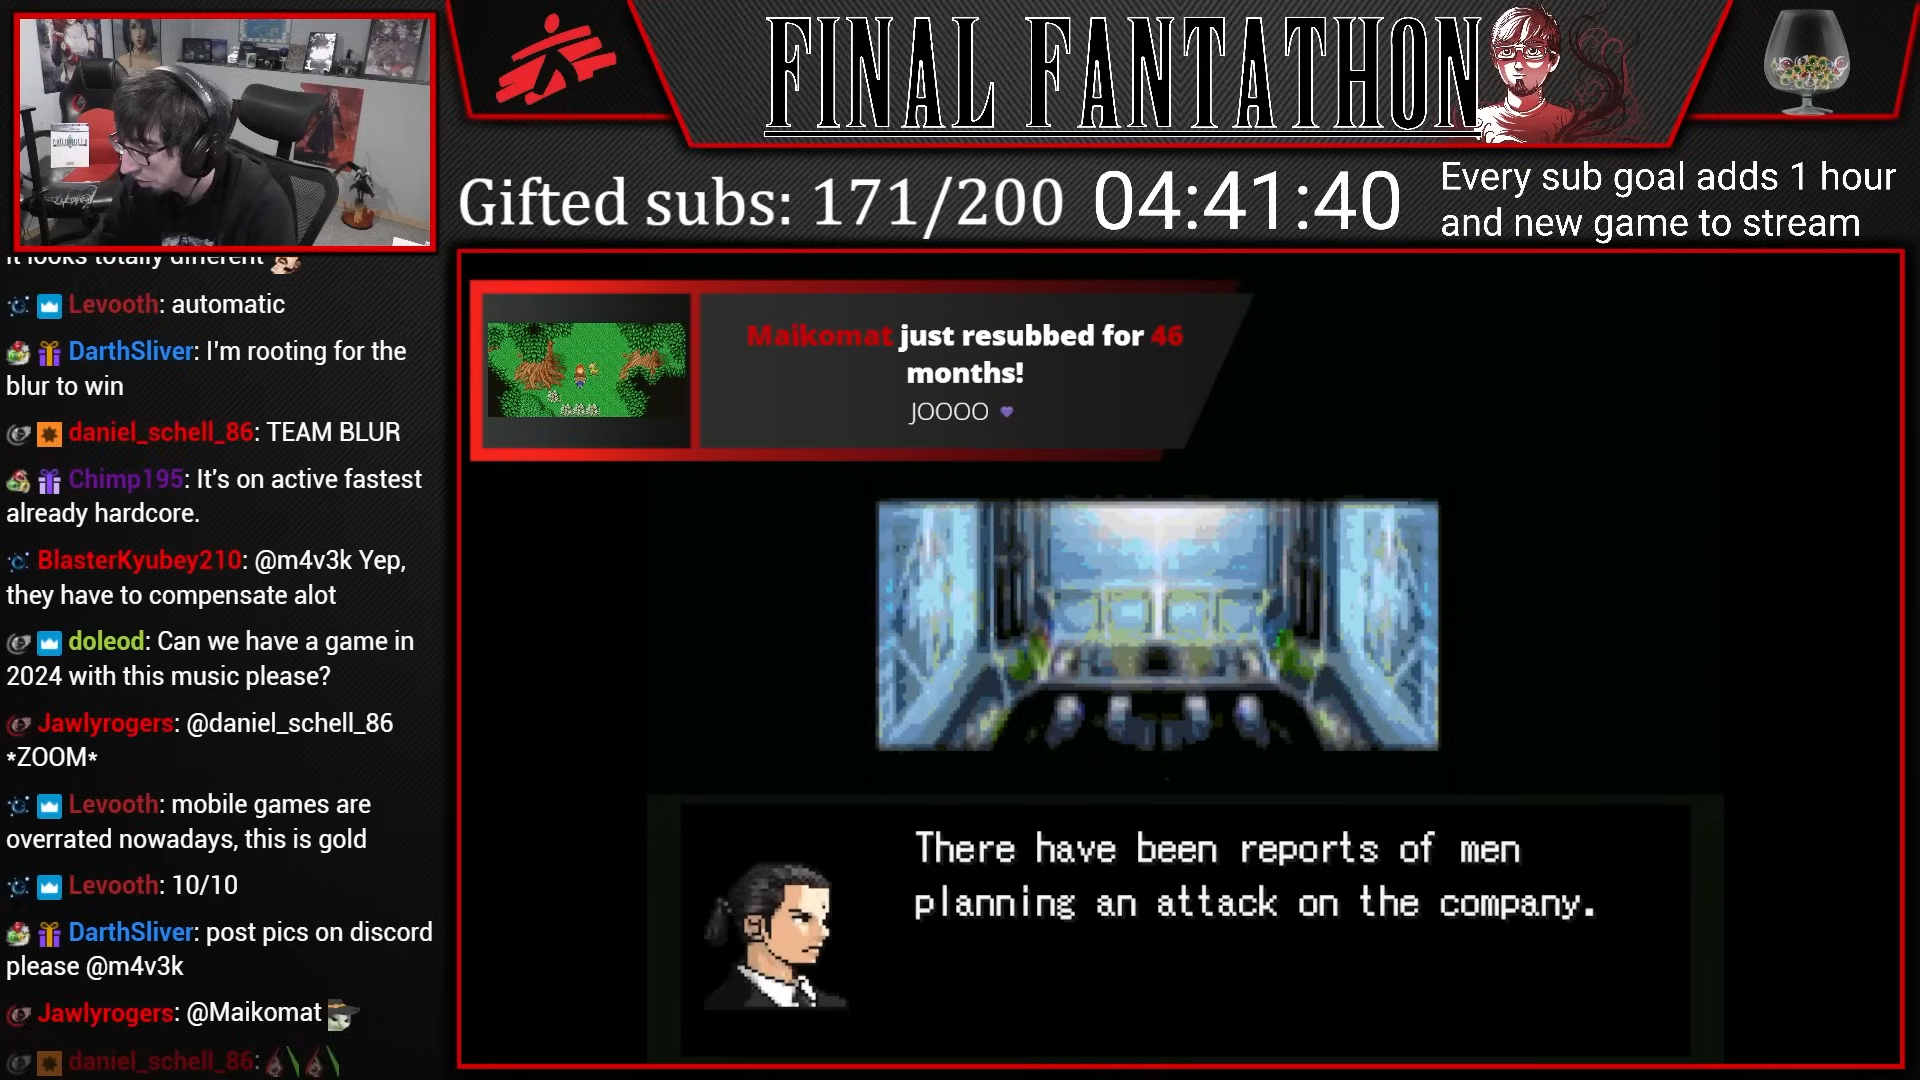 FINAL FANTATHON
Gifted subs: 171/200
04:41:40
Every sub goal adds 1 hour
and new game to stream
it looks totally different
Levooth: automatic
DarthSliver: I'm rooting for the
blur to win
daniel_schell_86: TEAM BLUR
Chimp195: It's on active fastest
already hardcore.
BlasterKyubey210: @m4v3k Yep,
they have to compensate alot
doleod: Can we have a game in
2024 with this music please?
Jawlyrogers: @daniel_schell_86
*ZOOM*
Levooth: mobile games are
overrated nowadays, this is gold
Levooth: 10/10
DarthSliver: post pics on discord
please @m4v3k
Jawlyrogers: @Maikomat
daniel_schell_86:
Maikomat just resubbed for 46
months!
JOOOO
There have been reports of men
planning an attack on the company.